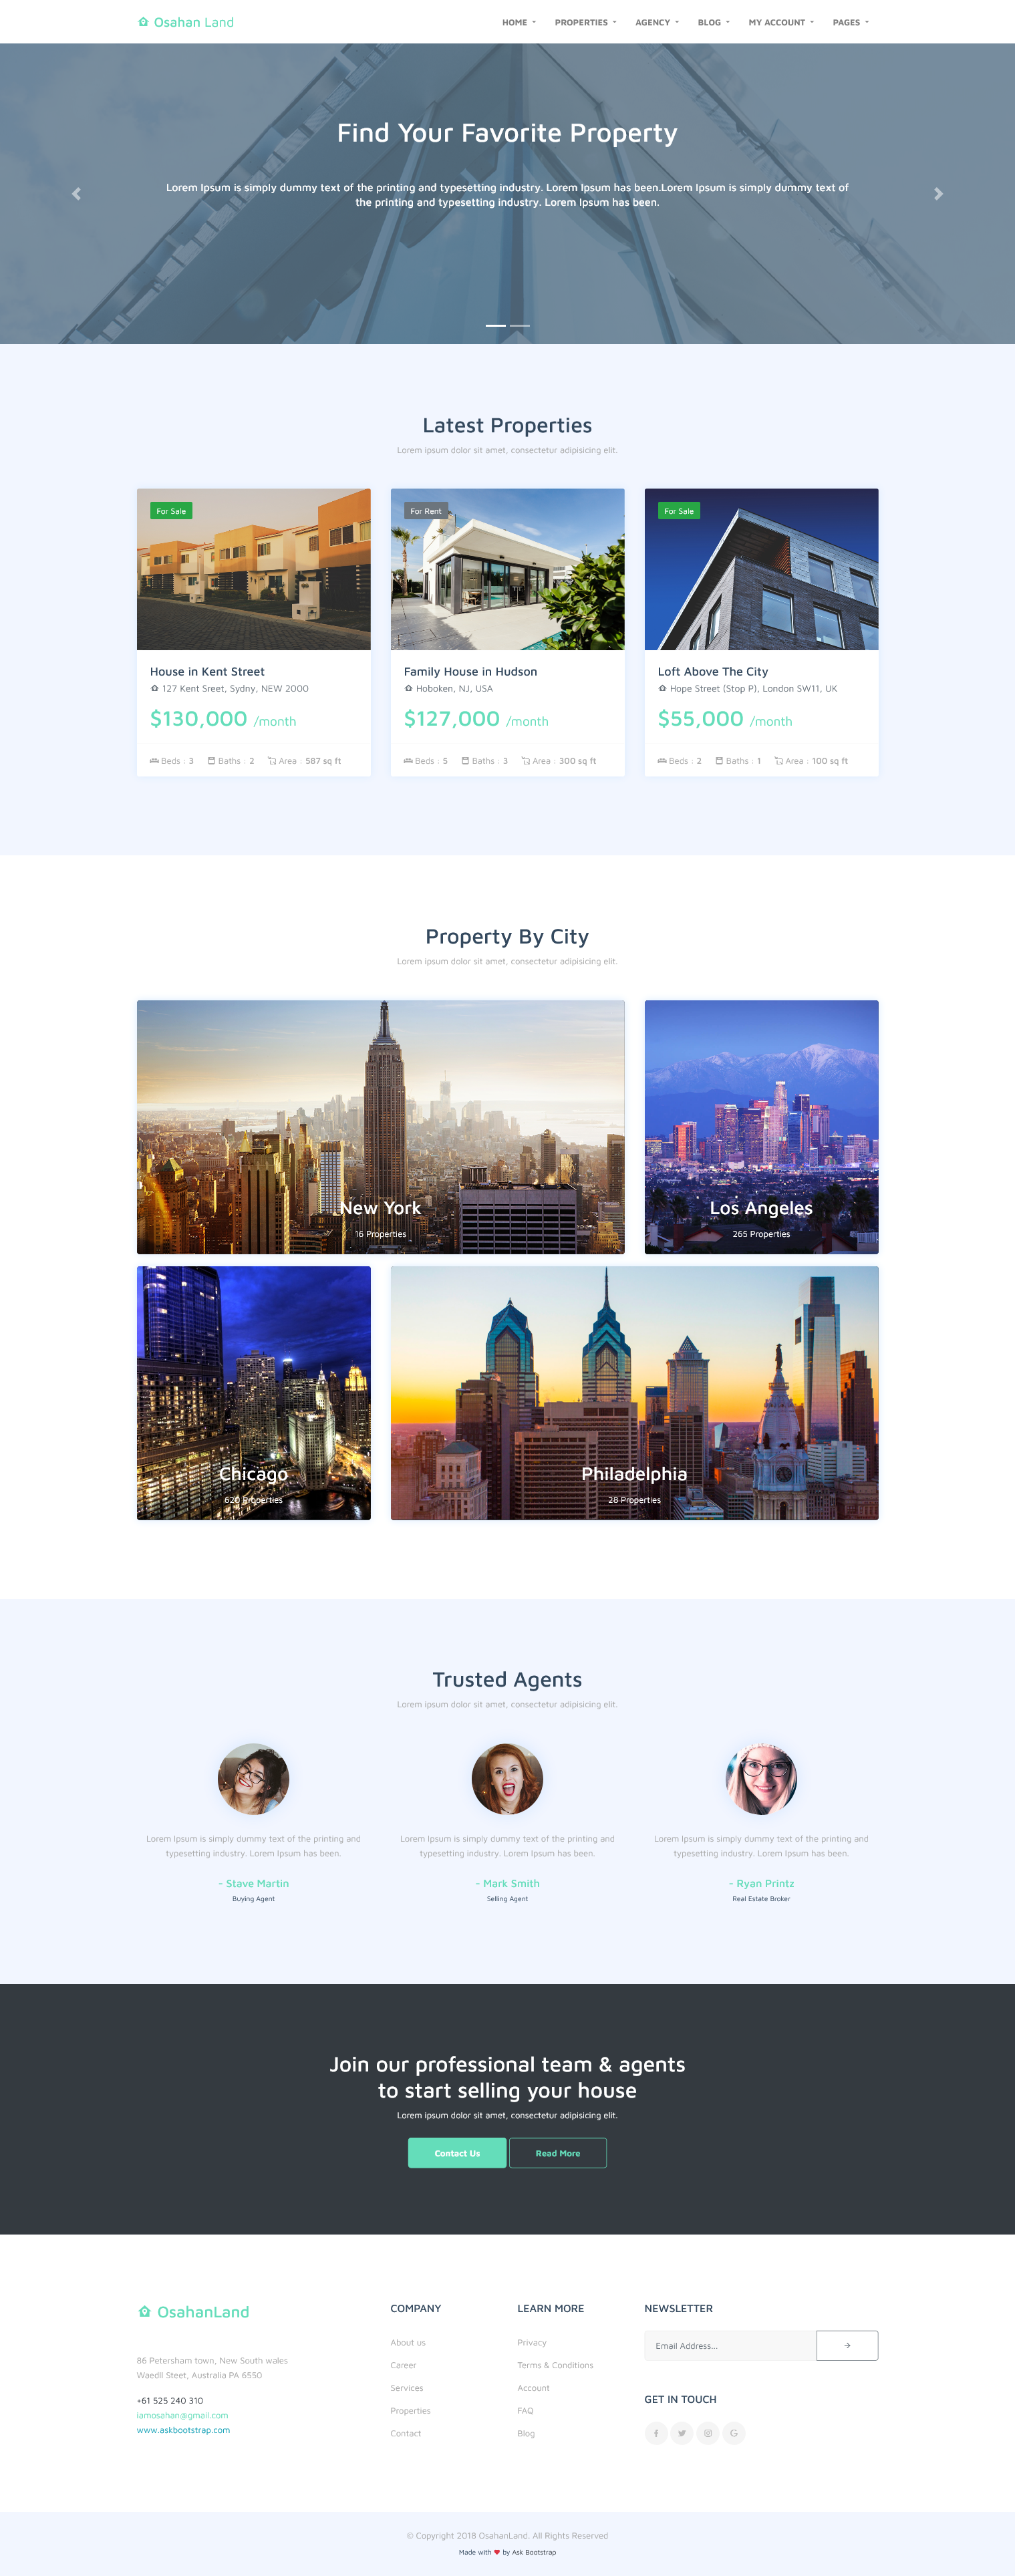 Osahan Land
HOME
PROPERTIES
AGENCY
BLOG
MY ACCOUNT
PAGES
Find Your Favorite Property
Lorem Ipsum is simply dummy text of the printing and typesetting industry. Lorem Ipsum has been.Lorem Ipsum is simply dummy text of
the printing and typesetting industry. Lorem Ipsum has been.
Latest Properties
Lorem ipsum dolor sit amet, consectetur adipisicing elit.
For Sale
House in Kent Street
127 Kent Sreet, Sydny, NEW 2000
$130,000 /month
Beds : 3 Baths : 2 Area : 587 sq ft
For Rent
Family House in Hudson
Hoboken, NJ, USA
$127,000 /month
Beds : 5 Baths : 3 Area : 300 sq ft
For Sale
Loft Above The City
Hope Street (Stop P), London SW11, UK
$55,000 /month
Beds : 2 Baths : 1 Area : 100 sq ft
Property By City
Lorem ipsum dolor sit amet, consectetur adipisicing elit.
New York
16 Properties
Los Angeles
265 Properties
Chicago
620 Properties
Philadelphia
28 Properties
Trusted Agents
Lorem ipsum dolor sit amet, consectetur adipisicing elit.
Lorem Ipsum is simply dummy text of the printing and
typesetting industry. Lorem Ipsum has been.
- Stave Martin
Buying Agent
Lorem Ipsum is simply dummy text of the printing and
typesetting industry. Lorem Ipsum has been.
- Mark Smith
Selling Agent
Lorem Ipsum is simply dummy text of the printing and
typesetting industry. Lorem Ipsum has been.
- Ryan Printz
Real Estate Broker
Join our professional team & agents
to start selling your house
Lorem ipsum dolor sit amet, consectetur adipisicing elit.
Contact Us
Read More
OsahanLand
86 Petersham town, New South wales
Waedll Steet, Australia PA 6550
+61 525 240 310
iamosahan@gmail.com
www.askbootstrap.com
COMPANY
About us
Career
Services
Properties
Contact
LEARN MORE
Privacy
Terms & Conditions
Account
FAQ
Blog
NEWSLETTER
Email Address...
GET IN TOUCH
© Copyright 2018 OsahanLand. All Rights Reserved
Made with ♥ by Ask Bootstrap